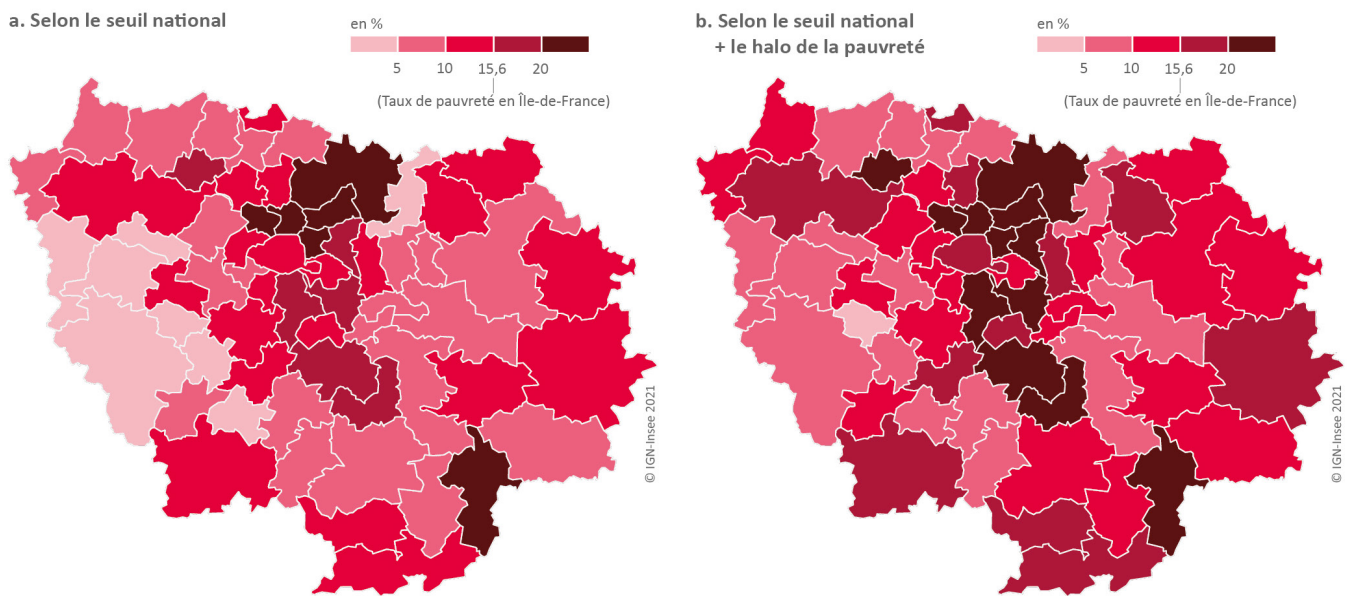 a. Selon le seuil national
en %
5 10 15,6 20
(Taux de pauvreté en Île-de-France)
© IGN-Insee 2021
b. Selon le seuil national
+ le halo de la pauvreté
en %
5 10 15,6 20
(Taux de pauvreté en Île-de-France)
© IGN-Insee 2021